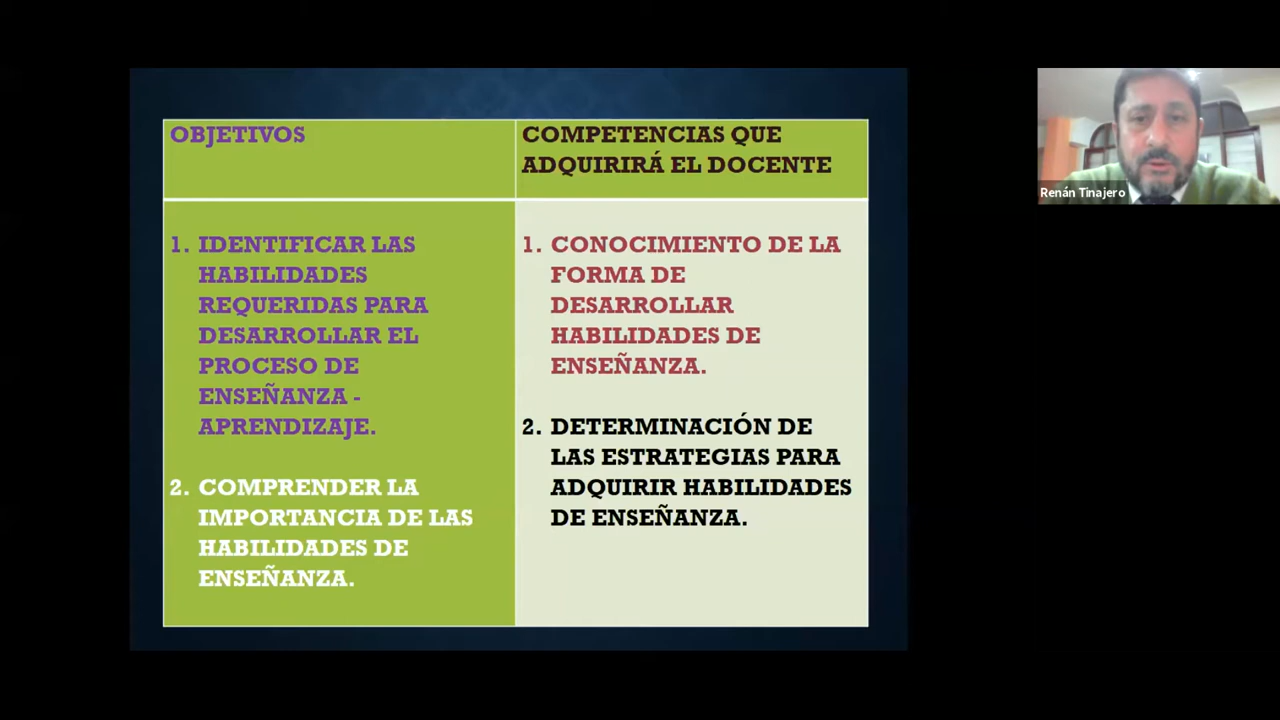 OBJETIVOS
COMPETENCIAS QUE
ADQUIRIRÁ EL DOCENTE
1. IDENTIFICAR LAS
HABILIDADES
REQUERIDAS PARA
DESARROLLAR EL
PROCESO DE
ENSEÑANZA -
APRENDIZAJE.
2. COMPRENDER LA
IMPORTANCIA DE LAS
HABILIDADES DE
ENSEÑANZA.
1. CONOCIMIENTO DE LA
FORMA DE
DESARROLLAR
HABILIDADES DE
ENSEÑANZA.
2. DETERMINACIÓN DE
LAS ESTRATEGIAS PARA
ADQUIRIR HABILIDADES
DE ENSEÑANZA.
Renán Tinajero